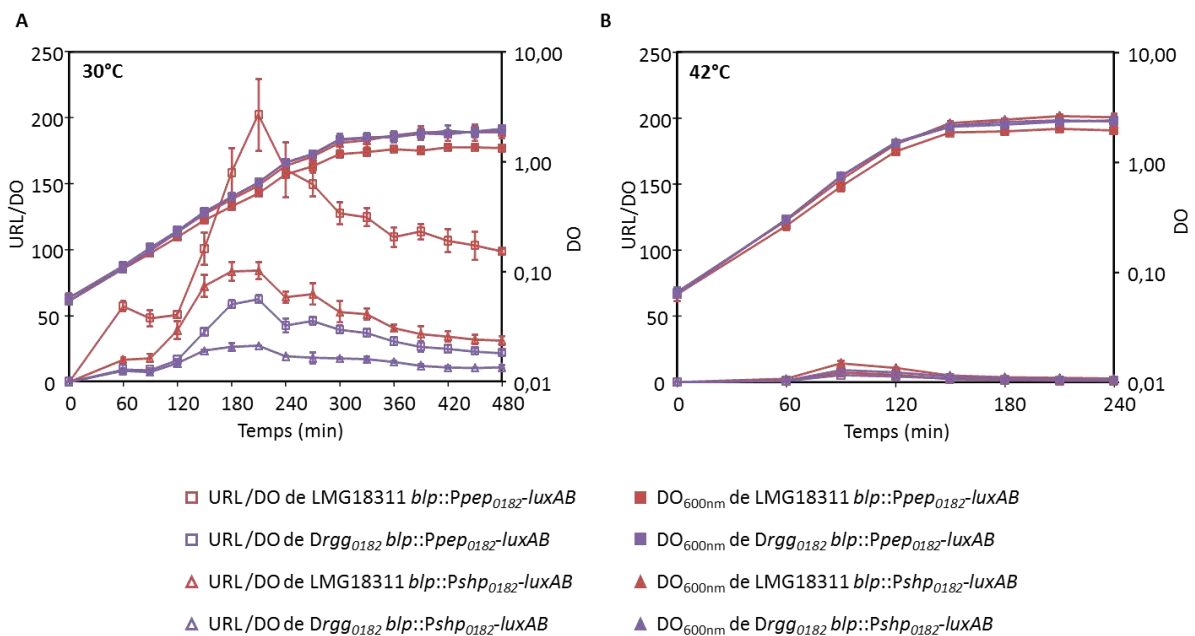 A
B
250
200
150
100
50
0
URL/DO
30°C
10,00
1,00
0,10
0,01
DO
0 60 120 180 240 300 360 420 480
Temps (min)
250
200
150
100
50
0
URL/DO
42°C
10,00
1,00
0,10
0,01
DO
0 60 120 180 240
Temps (min)
URL/DO de LMG18311 blp::Ppep0182-luxAB
URL/DO de Drgg0182 blp::Ppep0182-luxAB
URL/DO de LMG18311 blp::Pshp0182-luxAB
URL/DO de Drgg0182 blp::Pshp0182-luxAB
DO600nm de LMG18311 blp::Ppep0182-luxAB
DO600nm de Drgg0182 blp::Ppep0182-luxAB
DO600nm de LMG18311 blp::Pshp0182-luxAB
DO600nm de Drgg0182 blp::Pshp0182-luxAB